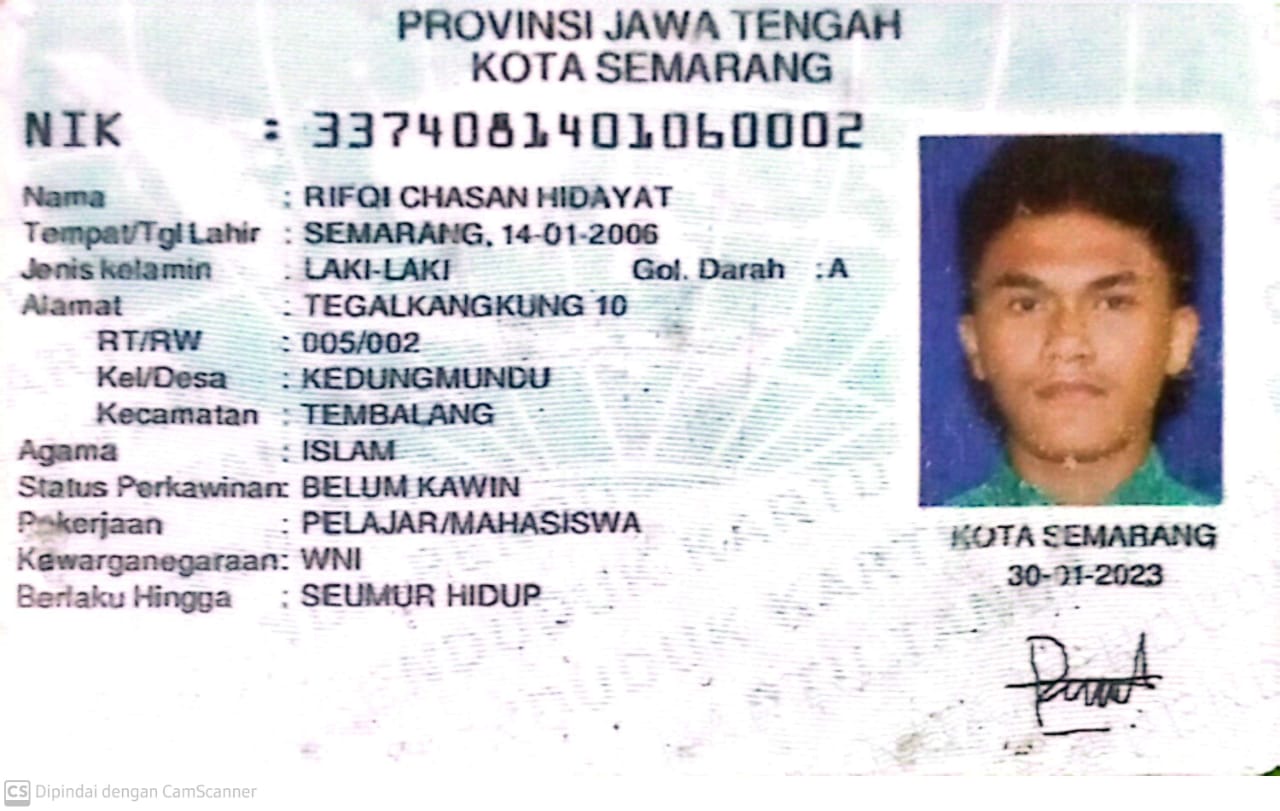 PROVINSI JAWA TENGAH
KOTA SEMARANG
NIK : 3374081401060002
Nama : RIFQI CHASAN HIDAYAT
Tempat/Tgl Lahir : SEMARANG, 14-01-2006
Jenis kelamin : LAKI-LAKI Gol. Darah : A
Alamat : TEGALKANGKUNG 10
RT/RW : 005/002
Kel/Desa : KEDUNGMUNDU
Kecamatan : TEMBALANG
Agama : ISLAM
Status Perkawinan: BELUM KAWIN
Pekerjaan : PELAJAR/MAHASISWA
Kewarganegaraan: WNI
Berlaku Hingga : SEUMUR HIDUP
KOTA SEMARANG
30-01-2023
CS Dipindai dengan CamScanner